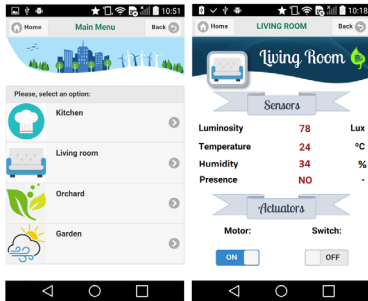 10:51
Home Main Menu Back
Please, select an option:
Kitchen
Living room
Orchard
Garden
10:18
Home LIVING ROOM Back
Living Room
Sensors
Luminosity 78 Lux
Temperature 24 ºC
Humidity 34 %
Presence NO -
Actuators
Motor: Switch:
ON OFF